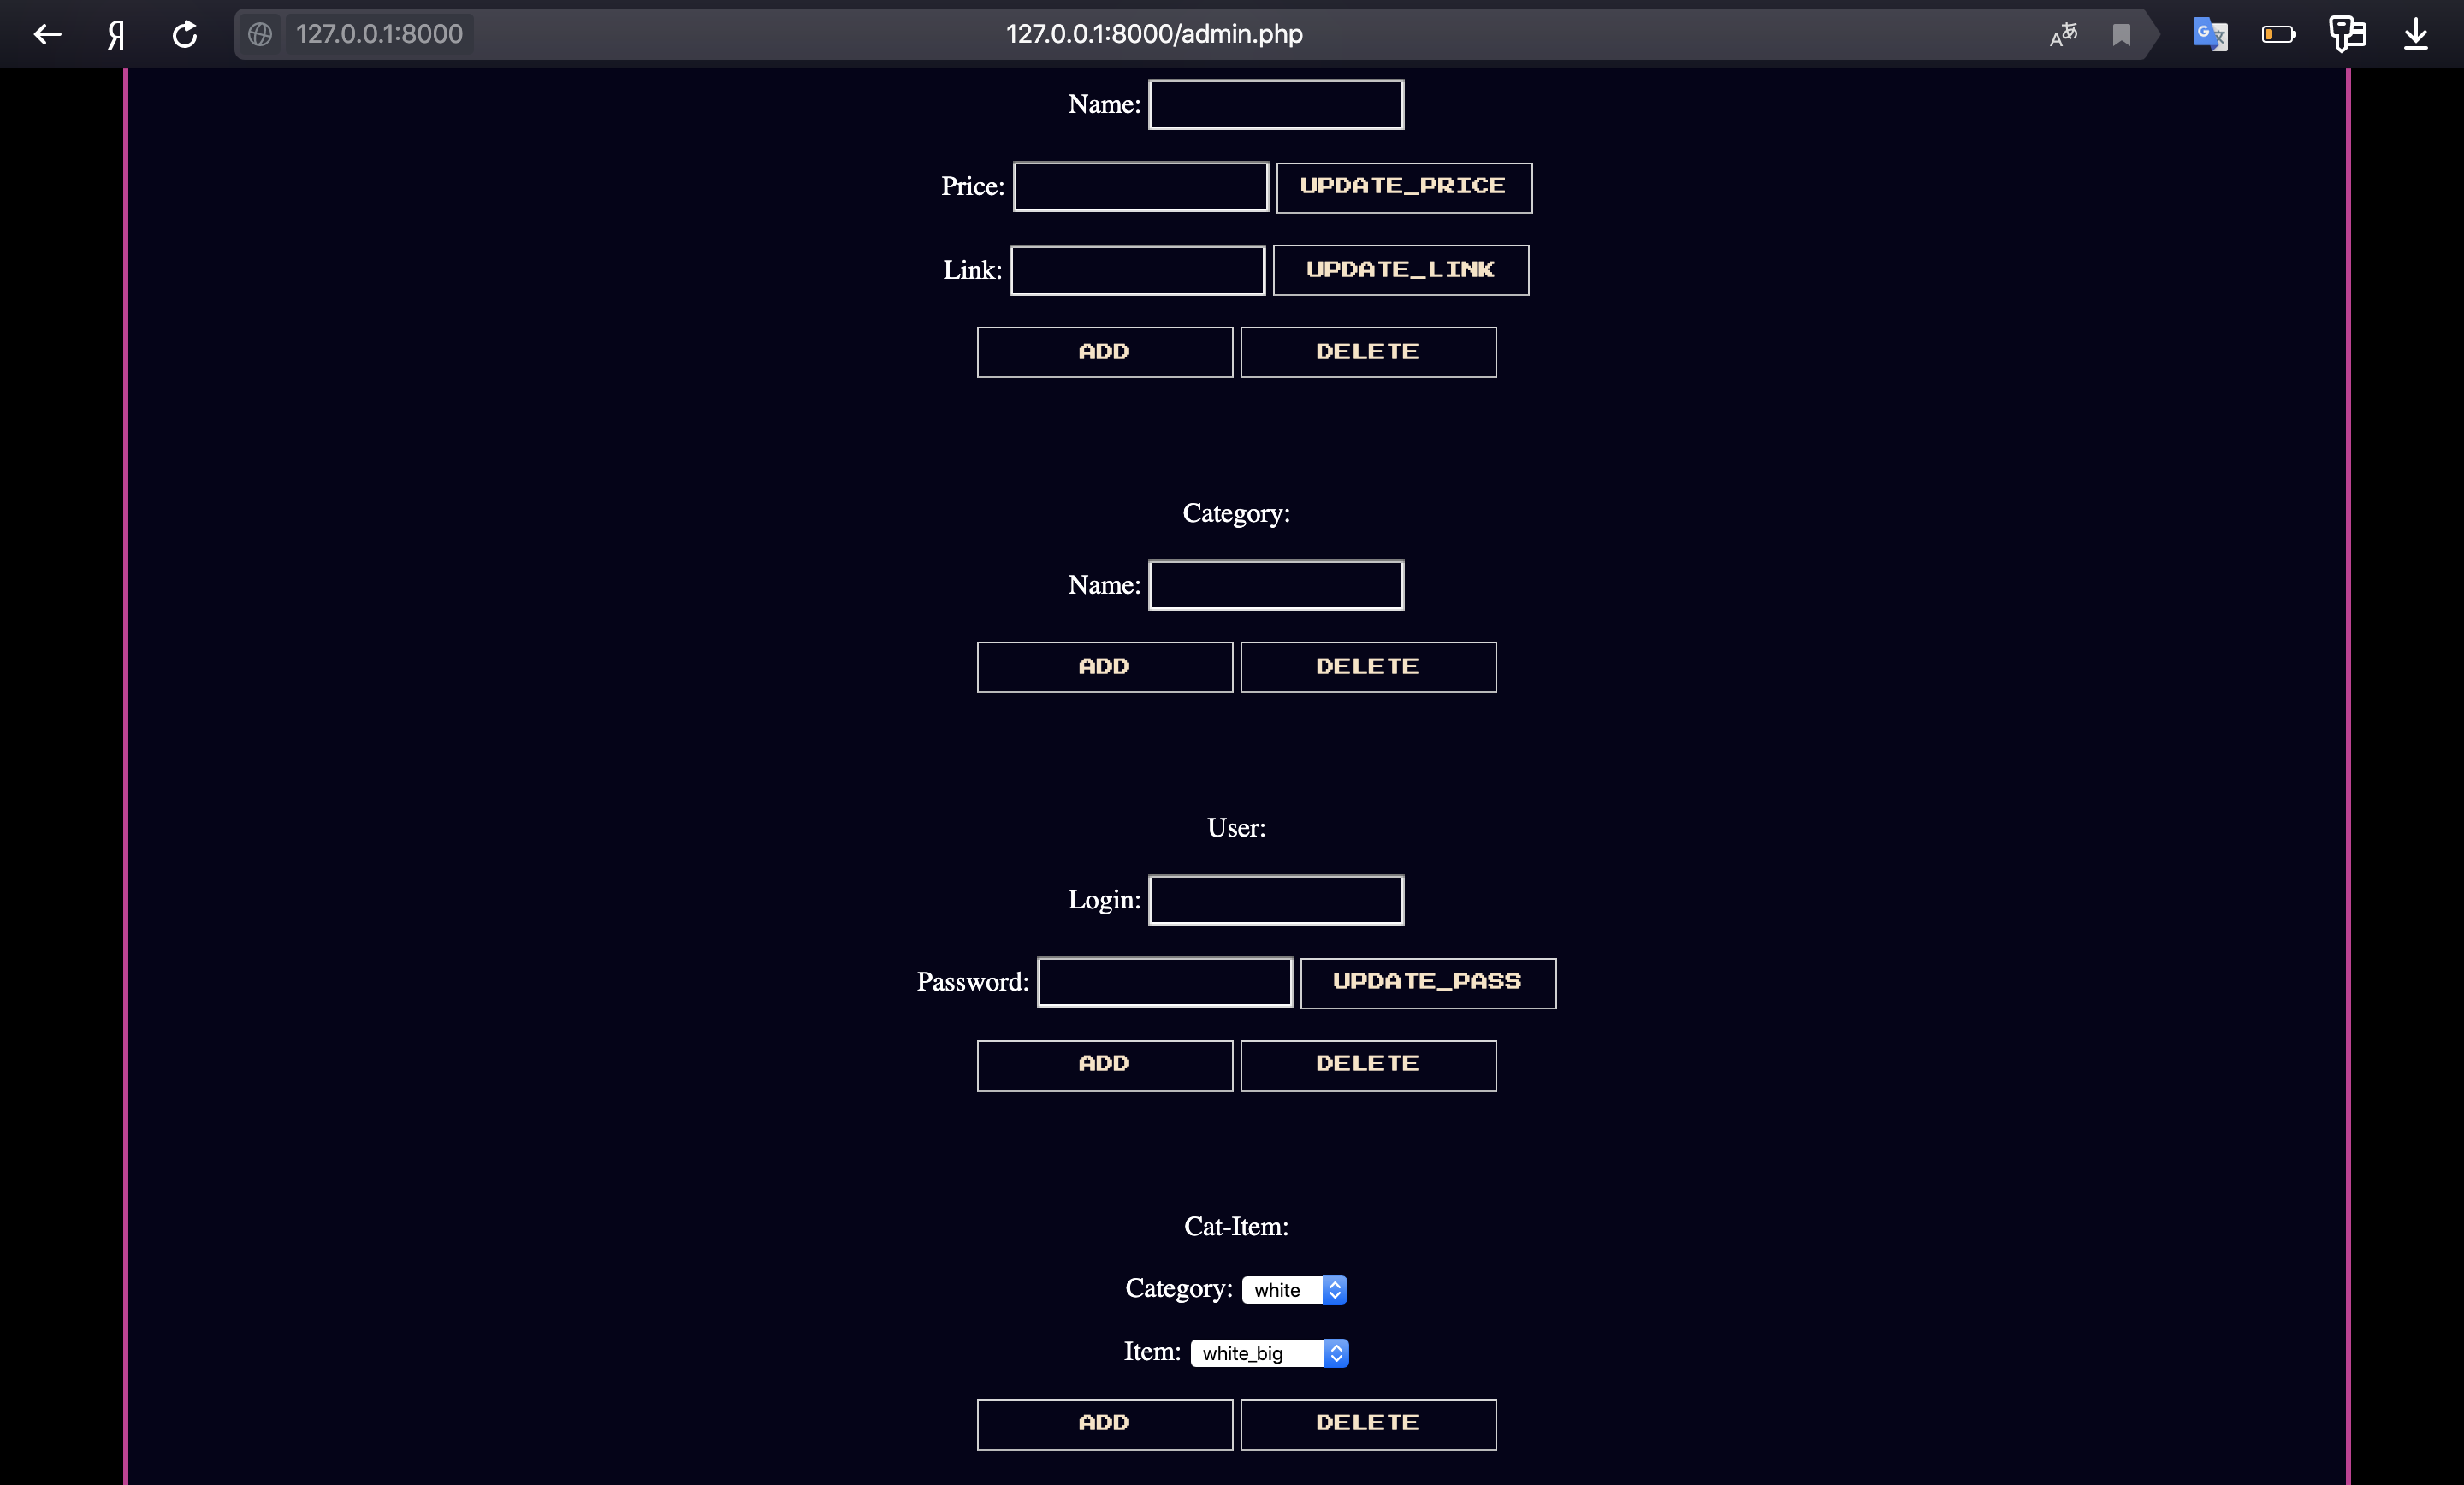 Я 127.0.0.1:8000 127.0.0.1:8000/admin.php
Name:
Price: UPDATE_PRICE
Link: UPDATE_LINK
ADD DELETE
Category:
Name:
ADD DELETE
User:
Login:
Password: UPDATE_PASS
ADD DELETE
Cat-Item:
Category: white
Item: white_big
ADD DELETE